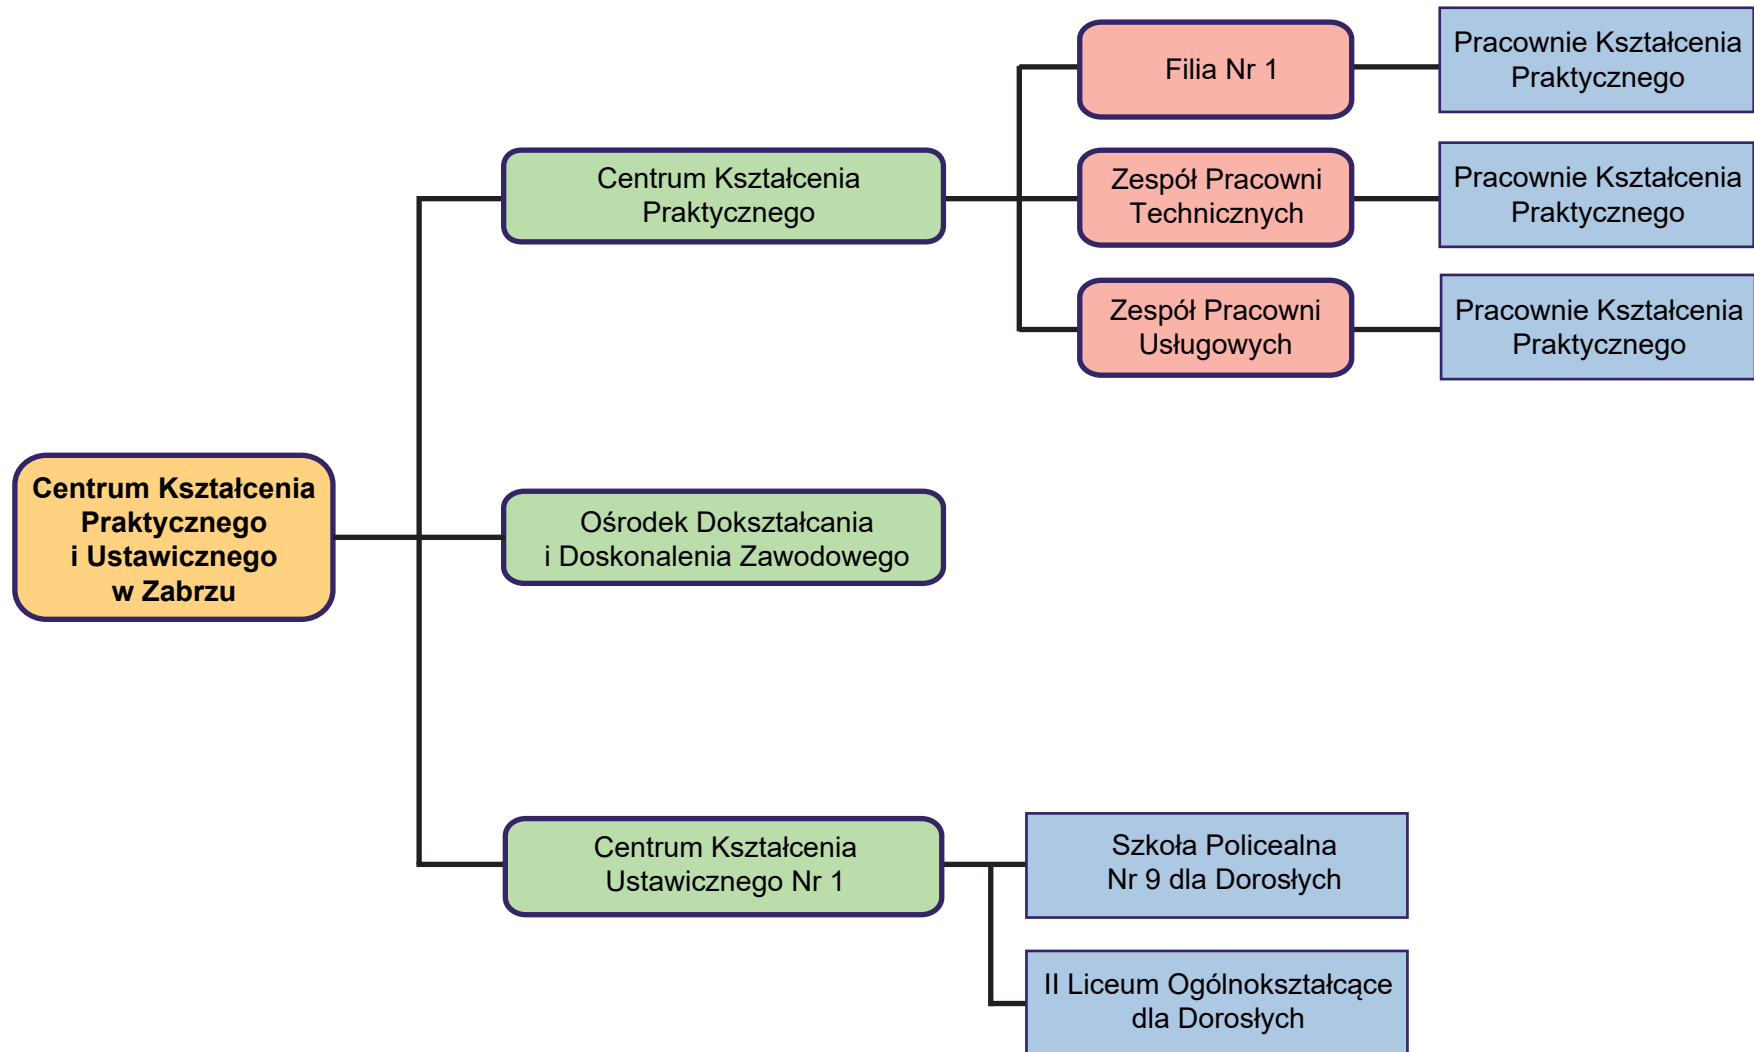 Centrum Kształcenia
Praktycznego
i Ustawicznego
w Zabrzu
Centrum Kształcenia
Praktycznego
Filia Nr 1
Pracownie Kształcenia
Praktycznego
Zespół Pracowni
Technicznych
Pracownie Kształcenia
Praktycznego
Zespół Pracowni
Usługowych
Pracownie Kształcenia
Praktycznego
Ośrodek Dokształcania
i Doskonalenia Zawodowego
Centrum Kształcenia
Ustawicznego Nr 1
Szkoła Policealna
Nr 9 dla Dorosłych
II Liceum Ogólnokształcące
dla Dorosłych